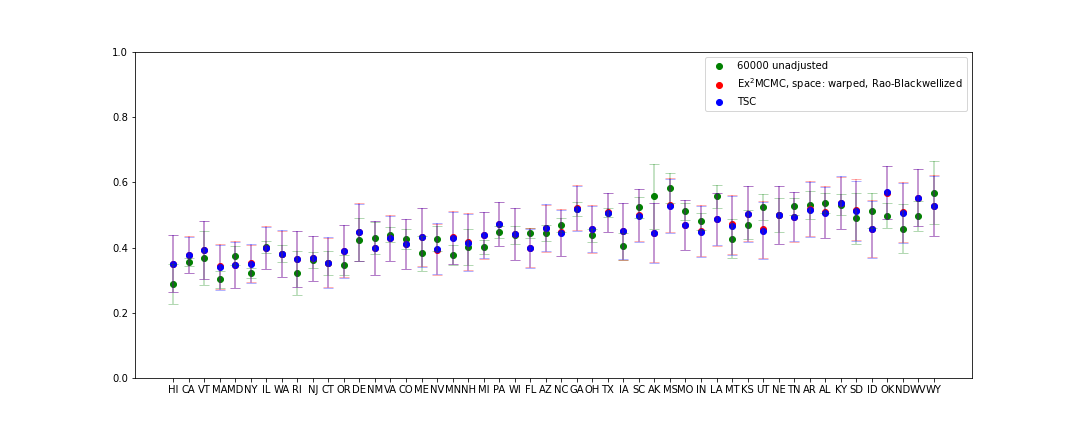 1.0
0.8
0.6
0.4
0.2
0.0
60000 unadjusted
Ex²MCMC, space: warped, Rao-Blackwellized
TSC
HI CA VT MA MD NY IL WA RI NJ CT OR DE NM VA CO ME NV MN NH MI PA WI FL AZ NC GA OH TX IA SC AK MS MO IN LA MT KS UT NE TN AR AL KY SD ID OK ND WV WY